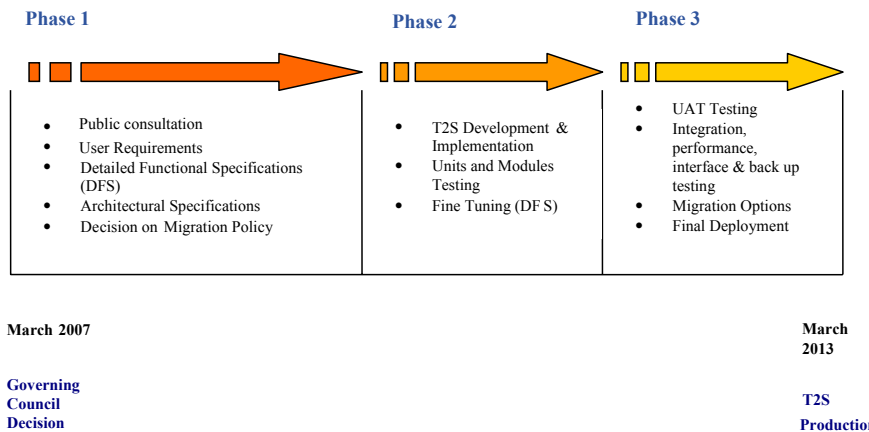 Phase 1
Phase 2
Phase 3
• Public consultation
• User Requirements
• Detailed Functional Specifications
(DFS)
• Architectural Specifications
• Decision on Migration Policy
• T2S Development &
Implementation
• Units and Modules
Testing
• Fine Tuning (DF S)
• UAT Testing
• Integration,
performance,
interface & back up
testing
• Migration Options
• Final Deployment
March 2007
March
2013
Governing
Council
Decision
T2S
Production